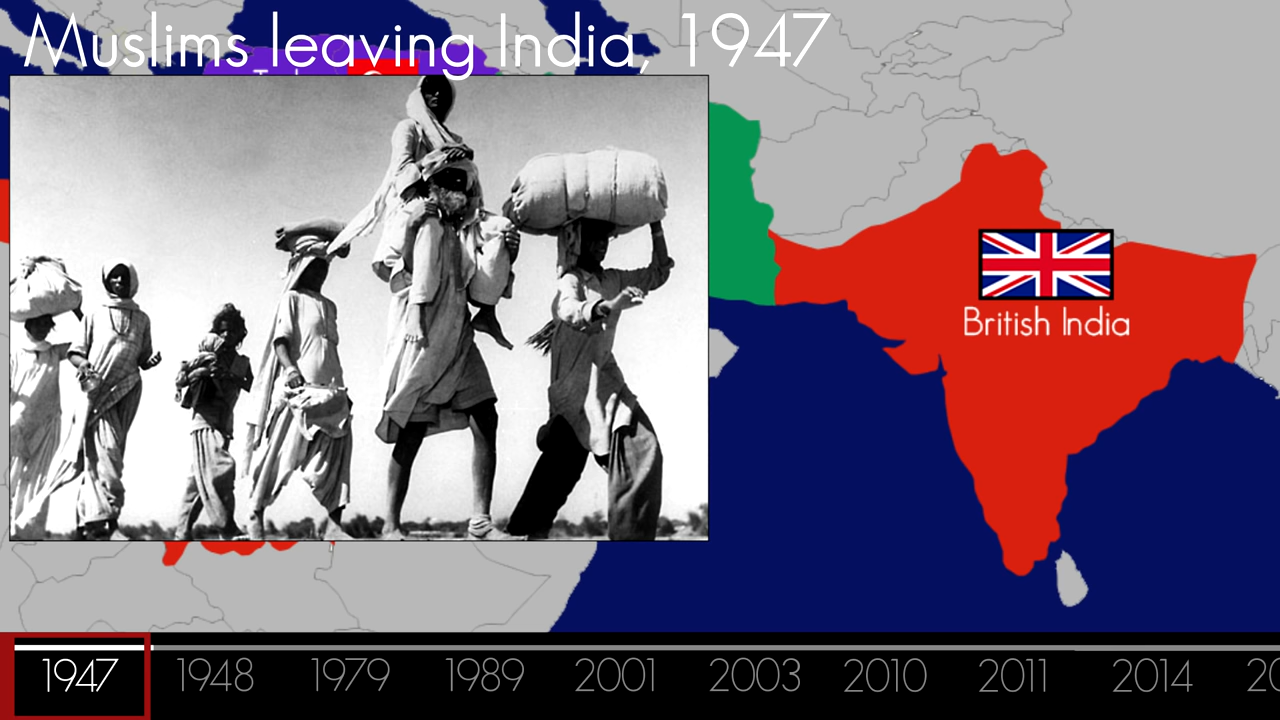 Muslims leaving India, 1947
British India
1947 1948 1979 1989 2001 2003 2010 2011 2014